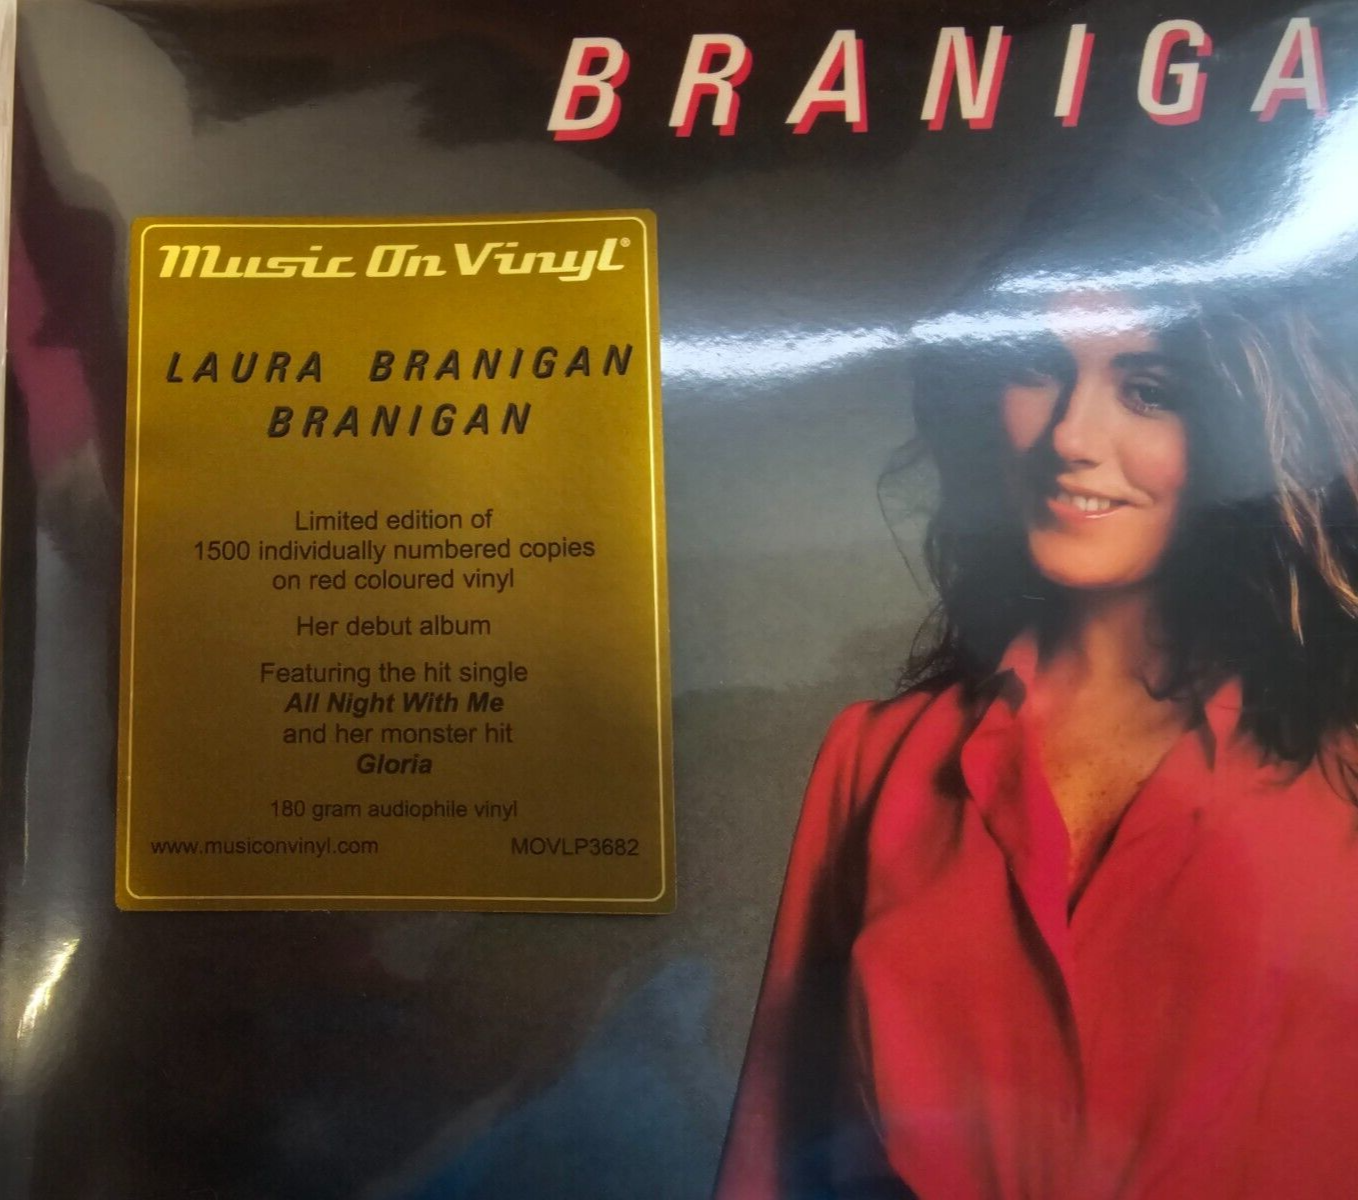 BRANIGA
Music On Vinyl®
LAURA BRANIGAN
BRANIGAN
Limited edition of
1500 individually numbered copies
on red coloured vinyl
Her debut album
Featuring the hit single
All Night With Me
and her monster hit
Gloria
180 gram audiophile vinyl
www.musiconvinyl.com MOVLP3682